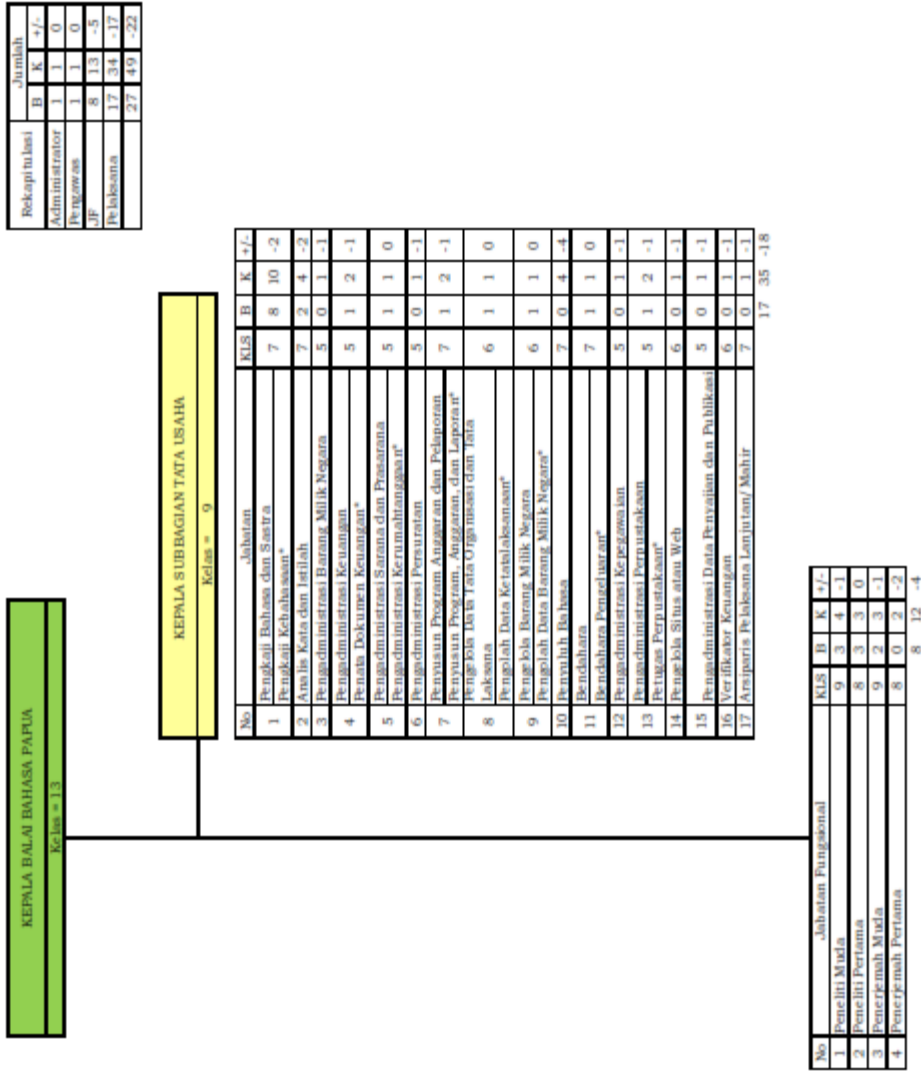 KEPALA BALAI BAHASA PAPUA
Kelas = 13
Rekapitulasi Jumlah
B K +/-
Administrator 1 1 0
Pengawas 1 1 0
JF 8 13 -5
Pelaksana 17 34 -17
27 49 -22
KEPALA SUBBAGIAN TATA USAHA
Kelas = 9
No Jabatan KLS B K +/-
1 Pengkaji Bahasa dan Sastra 7 8 10 -2
Pengkaji Kebahasaan*
2 Analis Kata dan Istilah 7 2 4 -2
3 Pengadministrasi Barang Milik Negara 5 0 1 -1
4 Pengadministrasi Keuangan 5 1 2 -1
Penata Dokumen Keuangan*
5 Pengadministrasi Sarana dan Prasarana 5 1 1 0
Pengadministrasi Kerumahtanggaan*
6 Pengadministrasi Persuratan 5 0 1 -1
7 Penyusun Program Anggaran dan Pelaporan 7 1 2 -1
Penyusun Program, Anggaran, dan Laporan*
8 Pengelola Data Tata Organisasi dan Tata 6 1 1 0
Laksana
Pengolah Data Ketatalaksanaan*
9 Pengelola Barang Milik Negara 6 1 1 0
Pengolah Data Barang Milik Negara*
10 Penyuluh Bahasa 7 0 4 -4
11 Bendahara 7 1 1 0
Bendahara Pengeluaran*
12 Pengadministrasi Kepegawaian 5 0 1 -1
13 Pengadministrasi Perpustakaan 5 1 2 -1
Petugas Perpustakaan*
14 Pengelola Situs atau Web 6 0 1 -1
15 Pengadministrasi Data Penyajian dan Publikasi 5 0 1 -1
16 Verifikator Keuangan 6 0 1 -1
17 Arsiparis Pelaksana Lanjutan/ Mahir 7 0 1 -1
17 35 -18
No Jabatan Fungsional KLS B K +/-
1 Peneliti Muda 9 3 4 -1
2 Peneliti Pertama 8 3 3 0
3 Penerjemah Muda 9 2 3 -1
4 Penerjemah Pertama 8 0 2 -2
8 12 -4